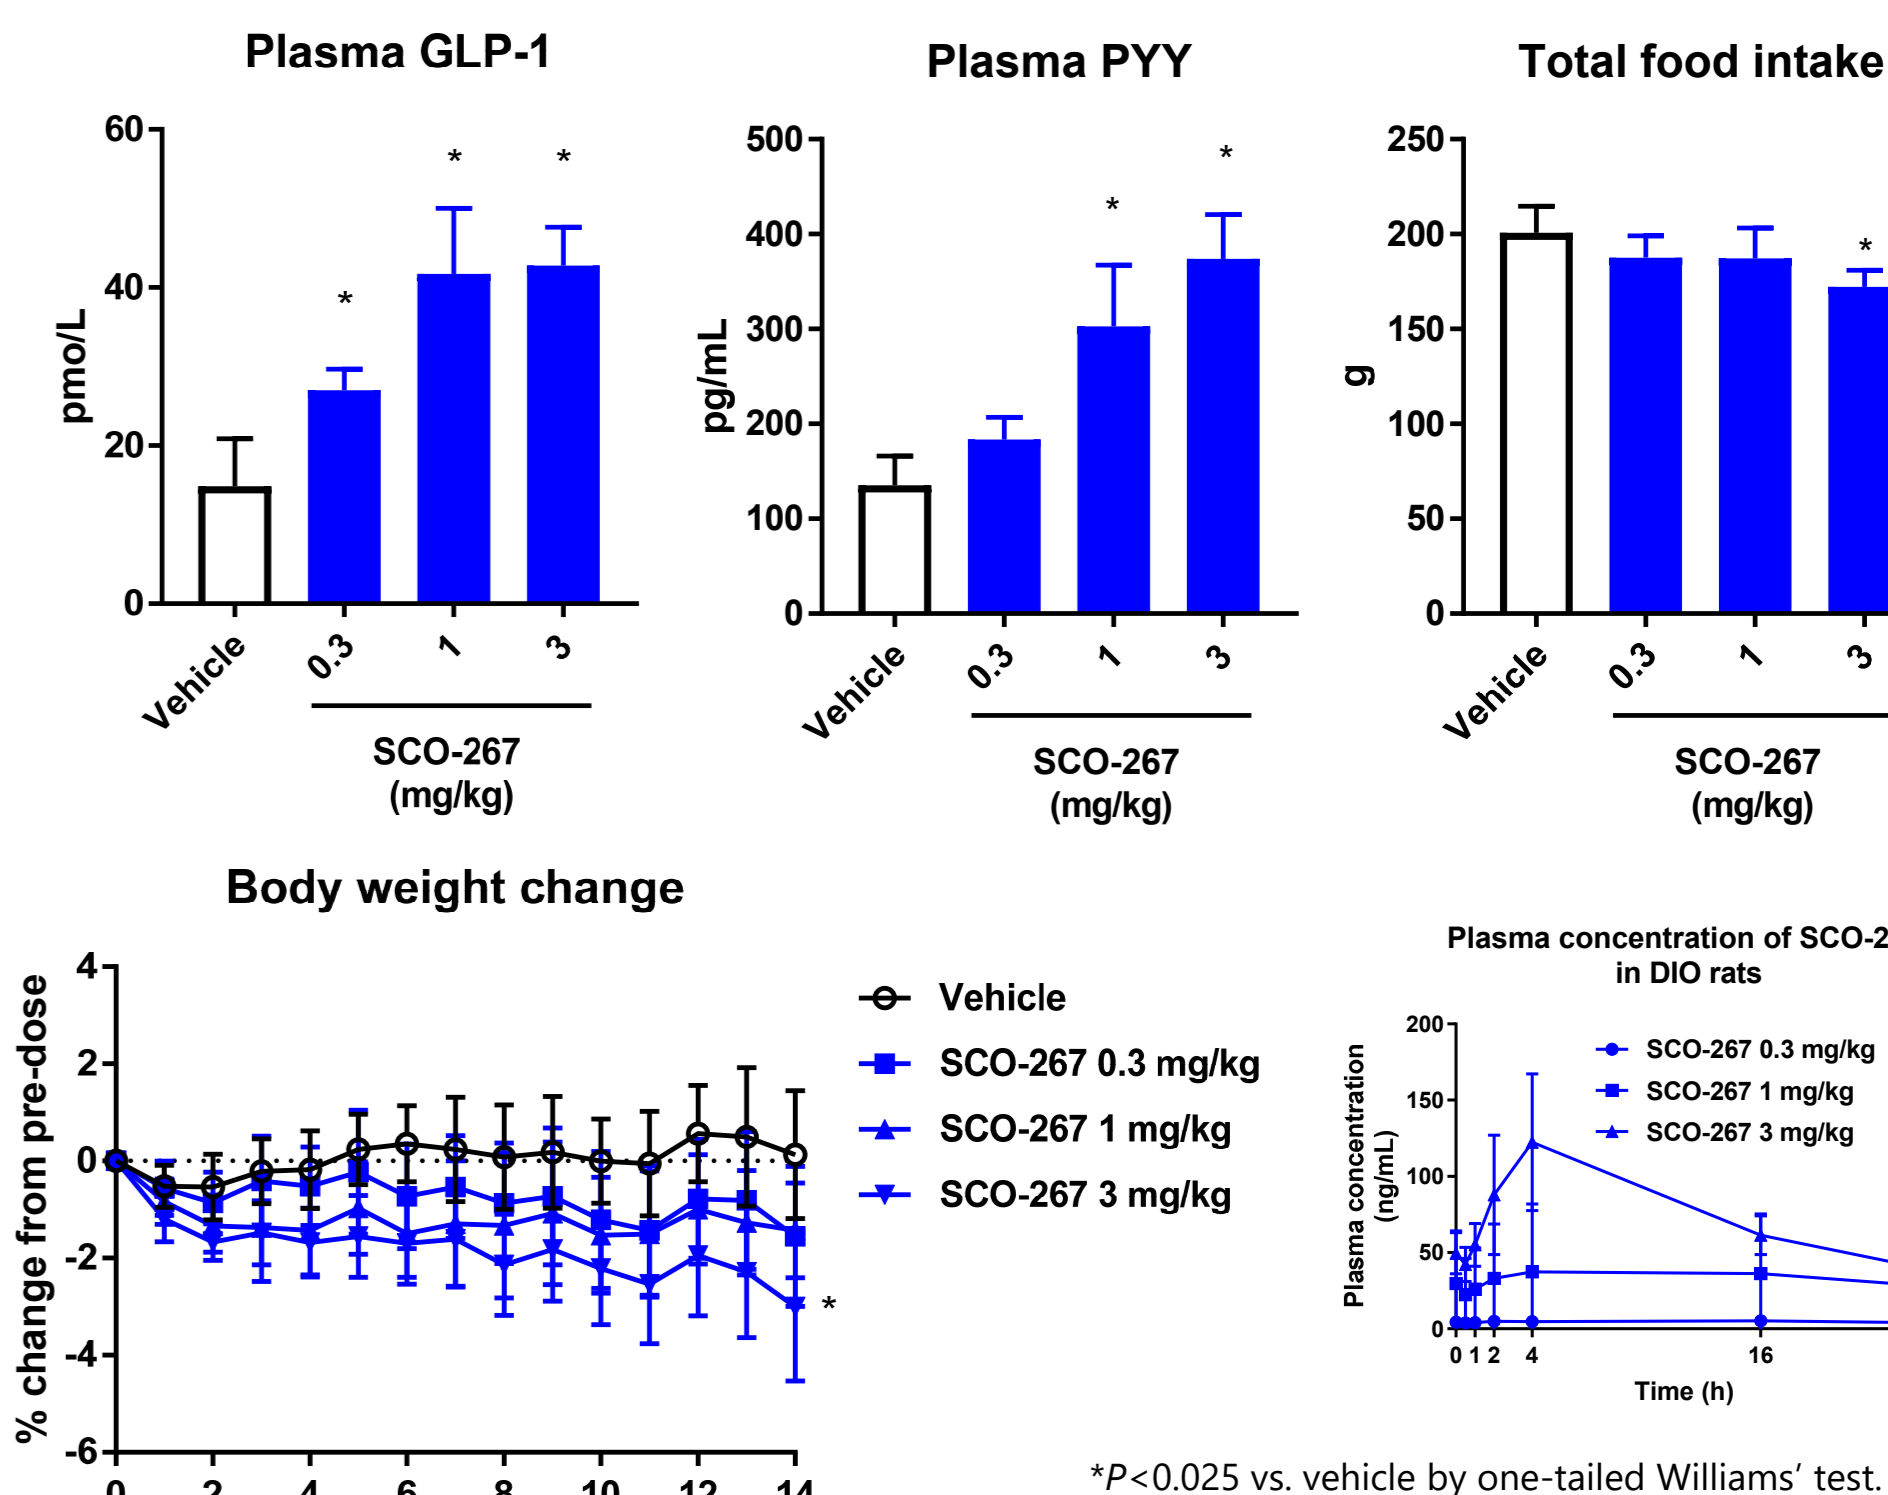 Plasma GLP-1
60
40
20
0
pmo/L
*
*
*
Vehicle
0.3
1
3
SCO-267
(mg/kg)
Plasma PYY
500
400
300
200
100
0
pg/mL
*
*
Vehicle
0.3
1
3
SCO-267
(mg/kg)
Total food intake
250
200
150
100
50
0
g
*
Vehicle
0.3
1
3
SCO-267
(mg/kg)
Body weight change
4
2
0
-2
-4
-6
% change from pre-dose
*
0 2 4 6 8 10 12 14
Vehicle
SCO-267 0.3 mg/kg
SCO-267 1 mg/kg
SCO-267 3 mg/kg
Plasma concentration of SCO-2
in DIO rats
200
150
100
50
0
Plasma concentration
(ng/mL)
SCO-267 0.3 mg/kg
SCO-267 1 mg/kg
SCO-267 3 mg/kg
0 1 2 4 16
Time (h)
*P<0.025 vs. vehicle by one-tailed Williams’ test.